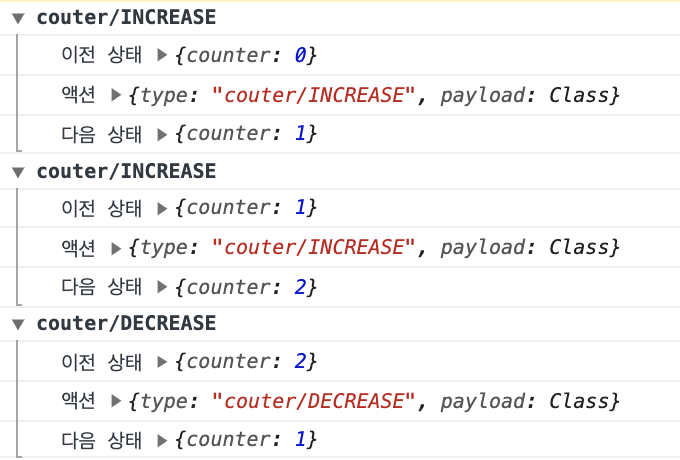 ▼ couter/INCREASE
이전 상태 ▶ {counter: 0}
액션 ▶ {type: "couter/INCREASE", payload: Class}
다음 상태 ▶ {counter: 1}
▼ couter/INCREASE
이전 상태 ▶ {counter: 1}
액션 ▶ {type: "couter/INCREASE", payload: Class}
다음 상태 ▶ {counter: 2}
▼ couter/DECREASE
이전 상태 ▶ {counter: 2}
액션 ▶ {type: "couter/DECREASE", payload: Class}
다음 상태 ▶ {counter: 1}